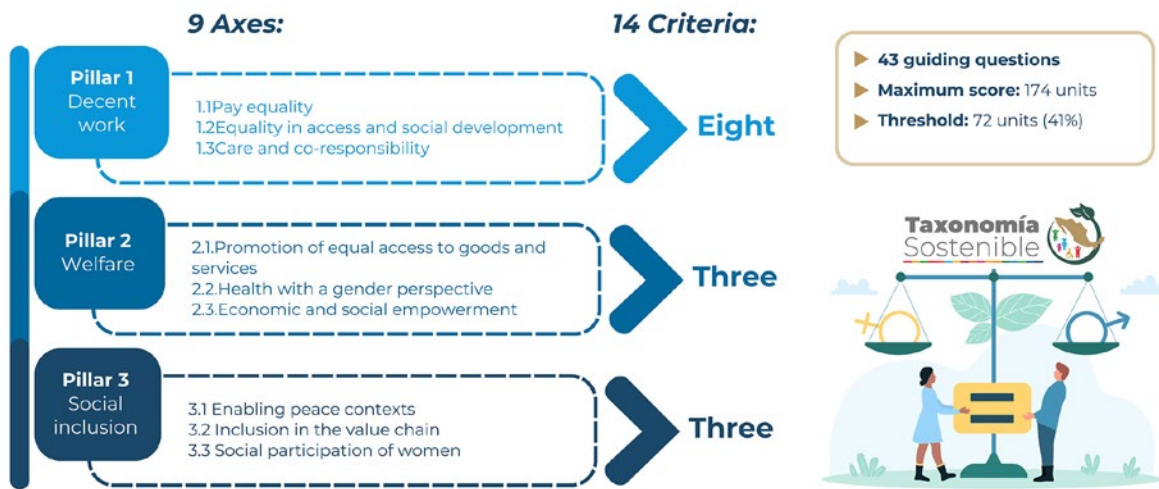 9 Axes:
14 Criteria:
Pillar 1
Decent
work
1.1Pay equality
1.2Equality in access and social development
1.3Care and co-responsibility
Eight
Pillar 2
Welfare
2.1.Promotion of equal access to goods and
services
2.2.Health with a gender perspective
2.3.Economic and social empowerment
Three
Pillar 3
Social
inclusion
3.1 Enabling peace contexts
3.2 Inclusion in the value chain
3.3 Social participation of women
Three
43 guiding questions
Maximum score: 174 units
Threshold: 72 units (41%)
Taxonomía
Sostenible